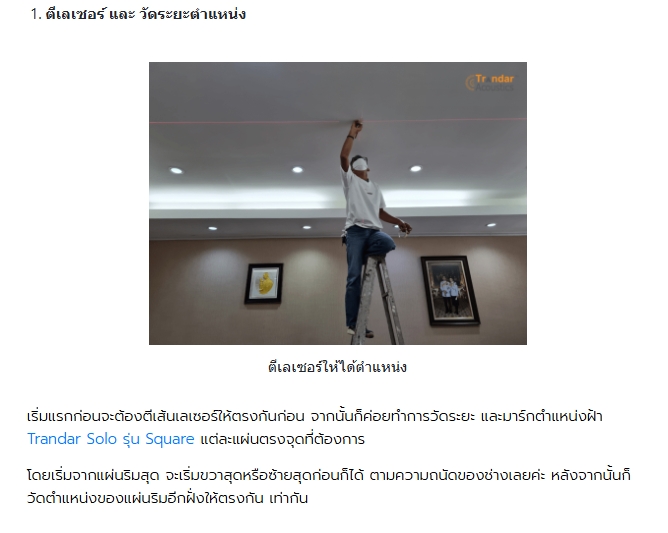 1. ตีเลเซอร์ และ วัดระยะตำแหน่ง
Trandar
ตีเลเซอร์ให้ได้ตำแหน่ง
เริ่มแรกก่อนจะต้องตีเส้นเลเซอร์ให้ตรงกันก่อน จากนั้นก็ค่อยทำการวัดระยะ และมาร์กตำแหน่งฝ้า
Trandar Solo รุ่น Square แต่ละแผ่นตรงจุดที่ต้องการ
โดยเริ่มจากแผ่นริมสุด จะเริ่มขวาสุดหรือซ้ายสุดก่อนก็ได้ ตามความถนัดของช่างเลยค่ะ หลังจากนั้นก็
วัดตำแหน่งของแผ่นริมอีกฝั่งให้ตรงกัน เท่ากัน